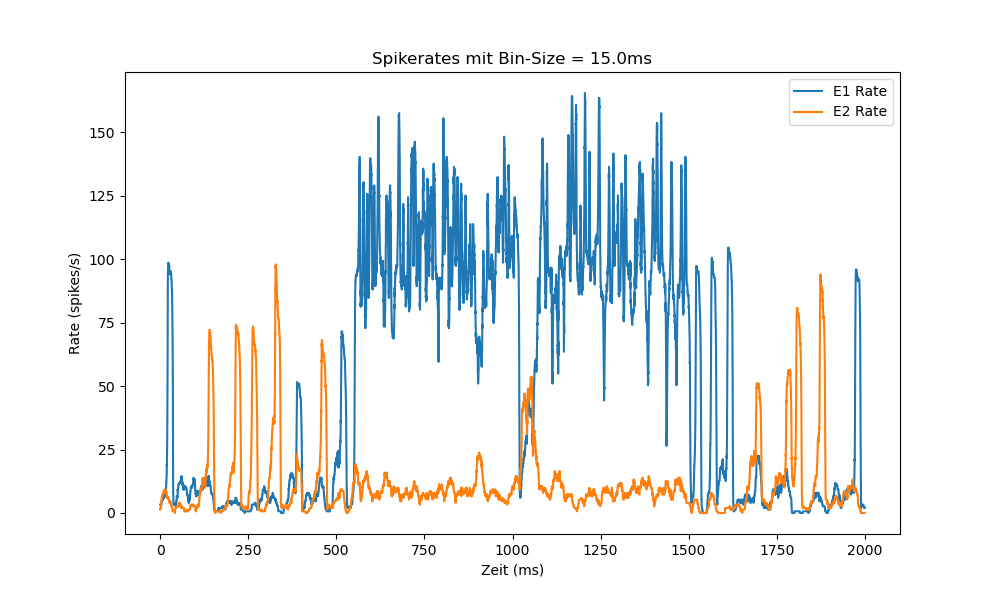 Spikerates mit Bin-Size = 15.0ms
E1 Rate
E2 Rate
Rate (spikes/s)
150
125
100
75
50
25
0
0 250 500 750 1000 1250 1500 1750 2000
Zeit (ms)